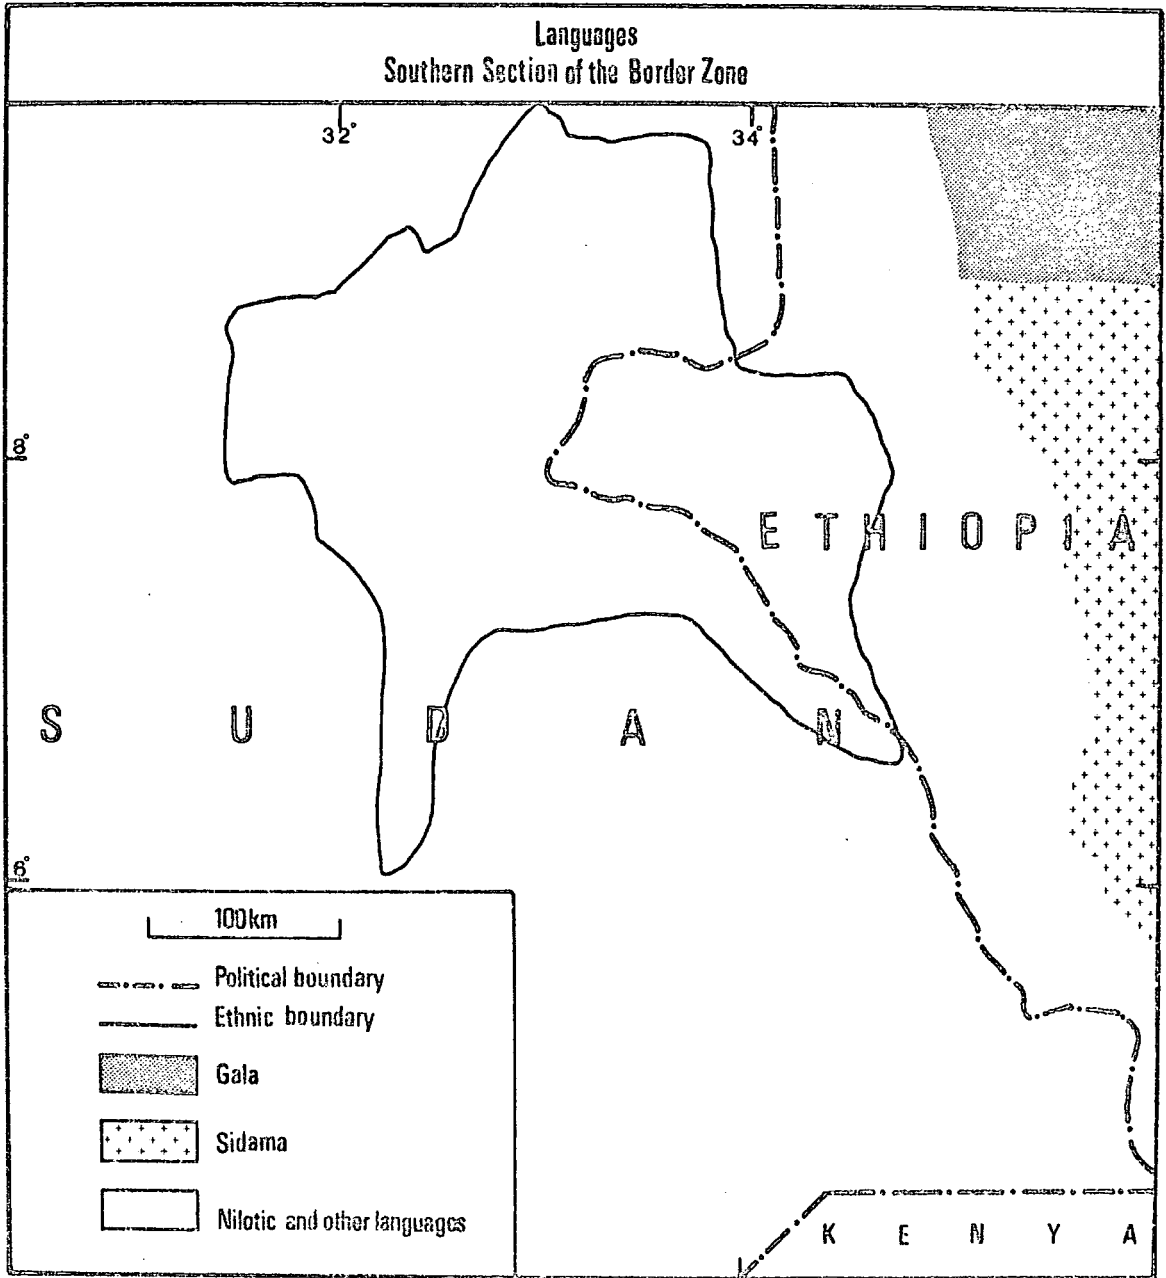 Languages
Southern Section of the Border Zone
32°
34°
8°
ETHIOPIA
SUDAN
6°
100km
Political boundary
Ethnic boundary
Gala
Sidama
Nilotic and other languages
KENYA